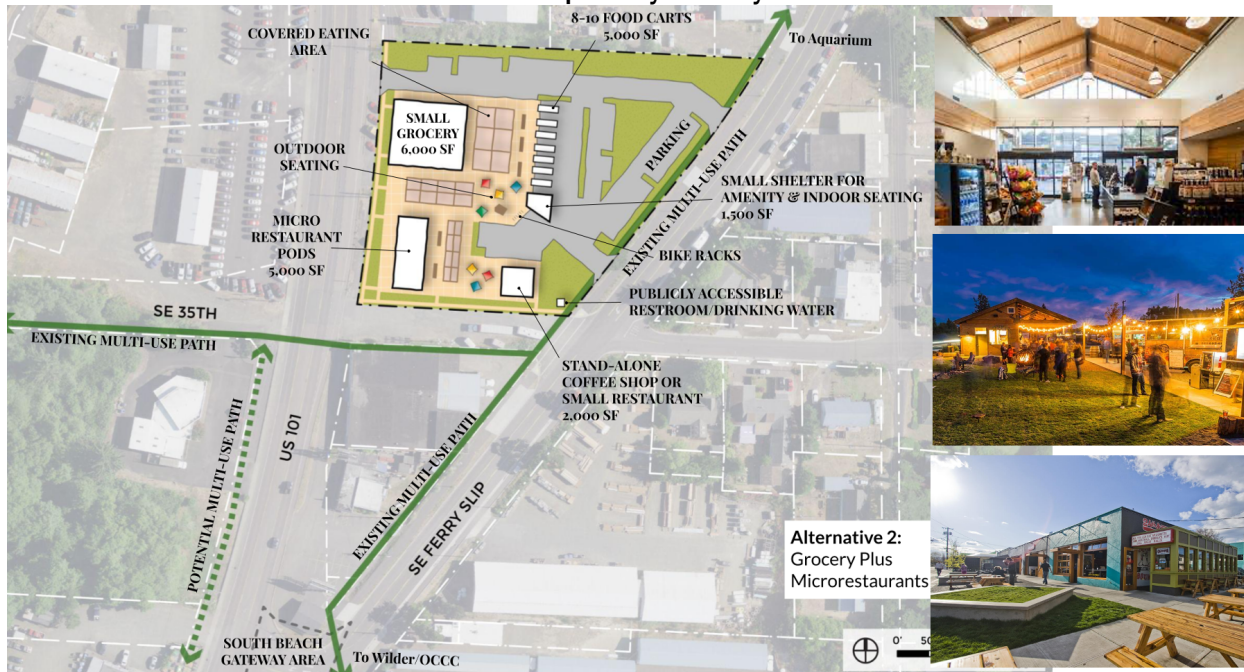 8-10 FOOD CARTS
5,000 SF
To Aquarium
COVERED EATING
AREA
SMALL
GROCERY
6,000 SF
OUTDOOR
SEATING
PARKING
EXISTING MULTI-USE PATH
SMALL SHELTER FOR
AMENITY & INDOOR SEATING
1,500 SF
MICRO
RESTAURANT
PODS
5,000 SF
BIKE RACKS
PUBLICLY ACCESSIBLE
RESTROOM/DRINKING WATER
SE 35TH
EXISTING MULTI-USE PATH
STAND-ALONE
COFFEE SHOP OR
SMALL RESTAURANT
2,000 SF
US 101
POTENTIAL MULTI-USE PATH
EXISTING MULTI-USE PATH
SE FERRY SLIP
Alternative 2:
Grocery Plus
Microrestaurants
SOUTH BEACH
GATEWAY AREA
To Wilder/OCCC
0'